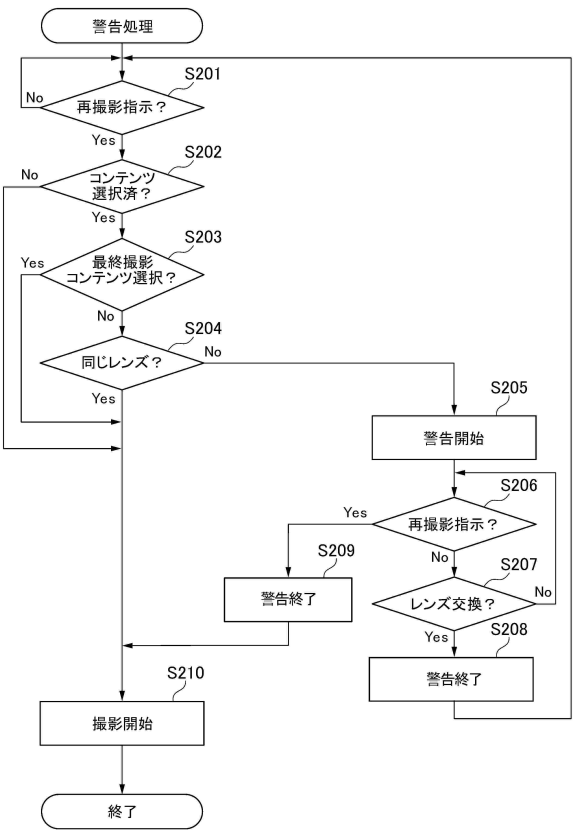 警告処理
S201
No
再撮影指示？
Yes
S202
No
コンテンツ
選択済？
Yes
S203
Yes
最終撮影
コンテンツ選択？
No
S204
同じレンズ？
No
Yes
S205
警告開始
S206
Yes
再撮影指示？
No
S209
S207
警告終了
レンズ交換？
No
Yes
S208
警告終了
S210
撮影開始
終了